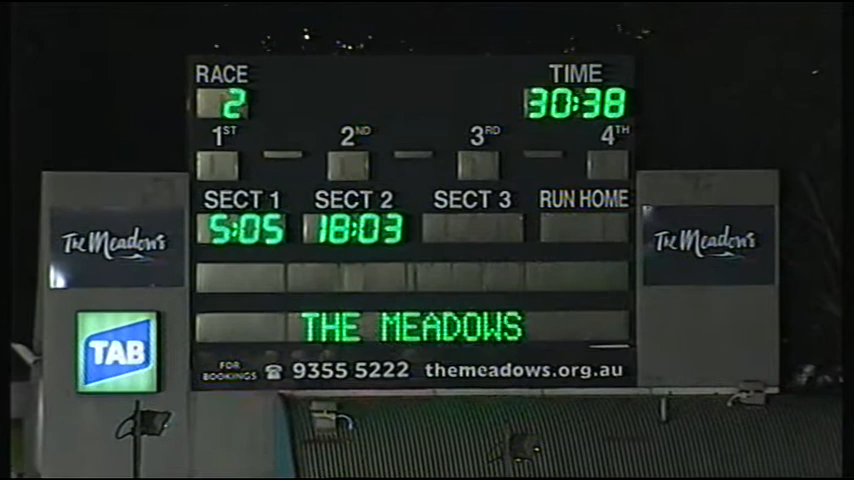 RACE TIME
2 30:38
1ST 2ND 3RD 4TH
SECT 1 SECT 2 SECT 3 RUN HOME
5:05 18:03
The Meadows The Meadows
THE MEADOWS
TAB
FOR BOOKINGS ☎ 9355 5222 themeadows.org.au